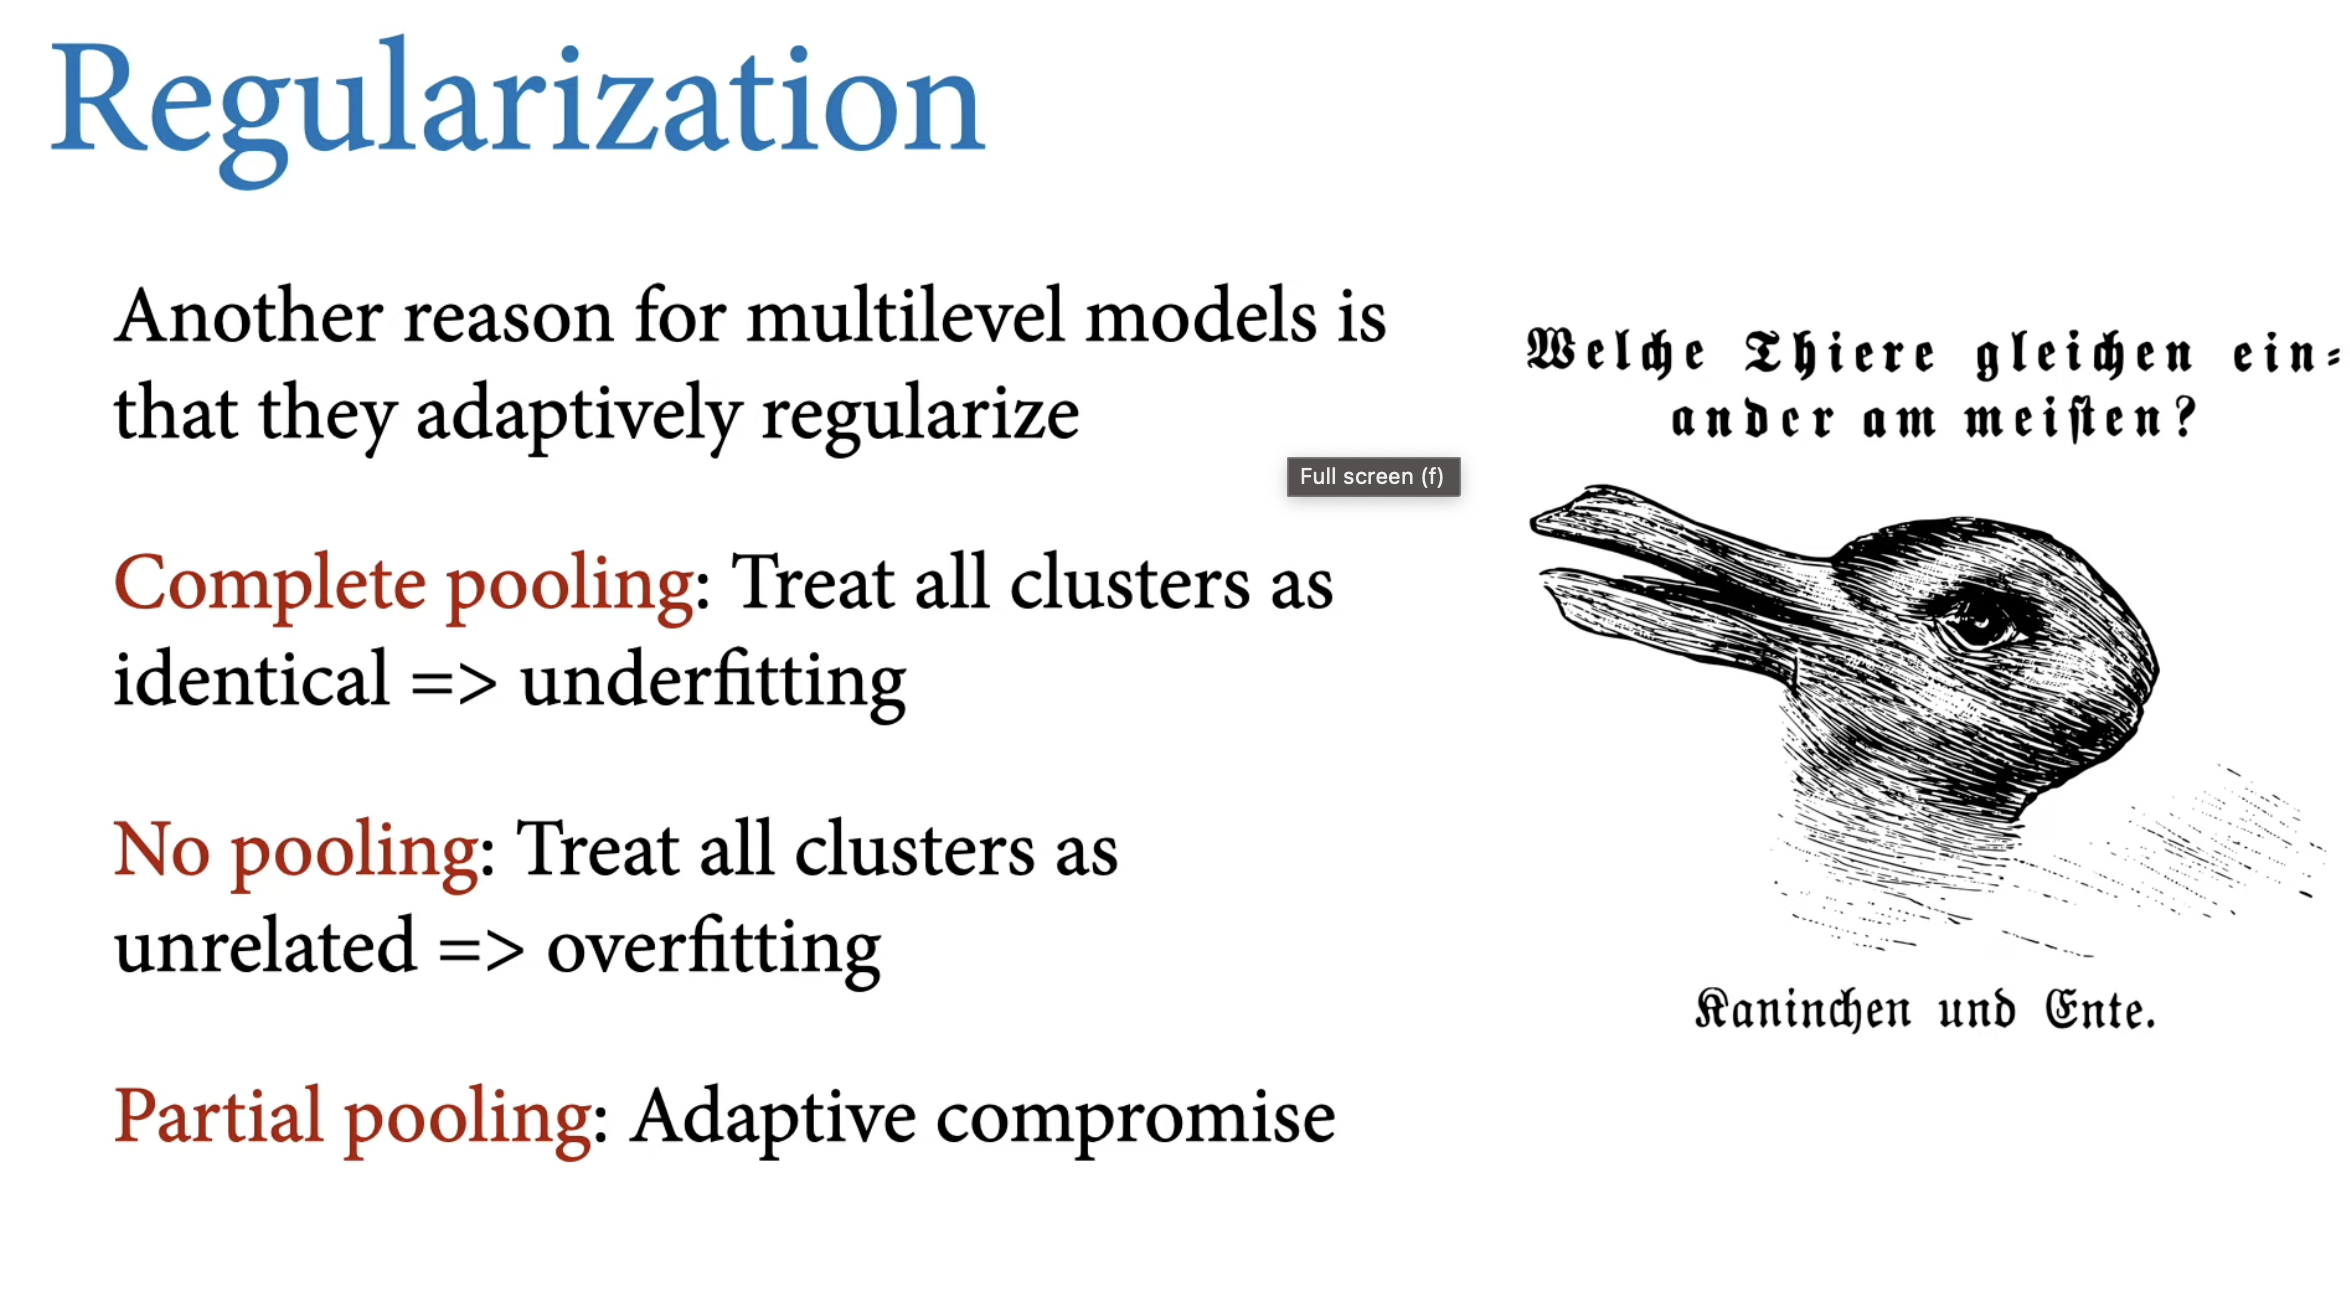 Regularization
Another reason for multilevel models is
that they adaptively regularize
Complete pooling: Treat all clusters as
identical => underfitting
No pooling: Treat all clusters as
unrelated => overfitting
Partial pooling: Adaptive compromise
Full screen (f)
Welche Thiere gleichen ein⸗
ander am meiſten?
Kaninchen und Ente.